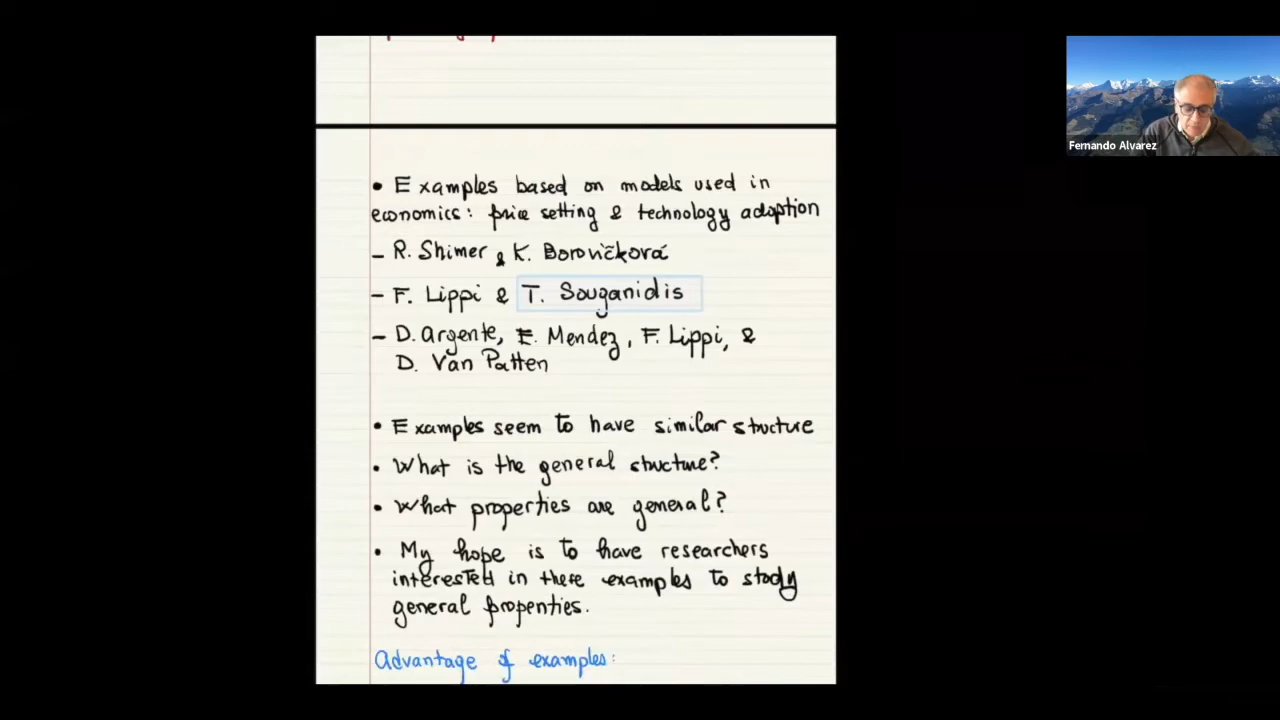 • Examples based on models used in
economics: price setting & technology adoption
– R. Shimer & K. Borovičková
– F. Lippi & T. Souganidis
– D. Argente, E. Mendez, F. Lippi, &
D. Van Patten
• Examples seem to have similar structure
• What is the general structure?
• What properties are general?
• My hope is to have researchers
interested in these examples to study
general properties.
Advantage of examples:
Fernando Alvarez